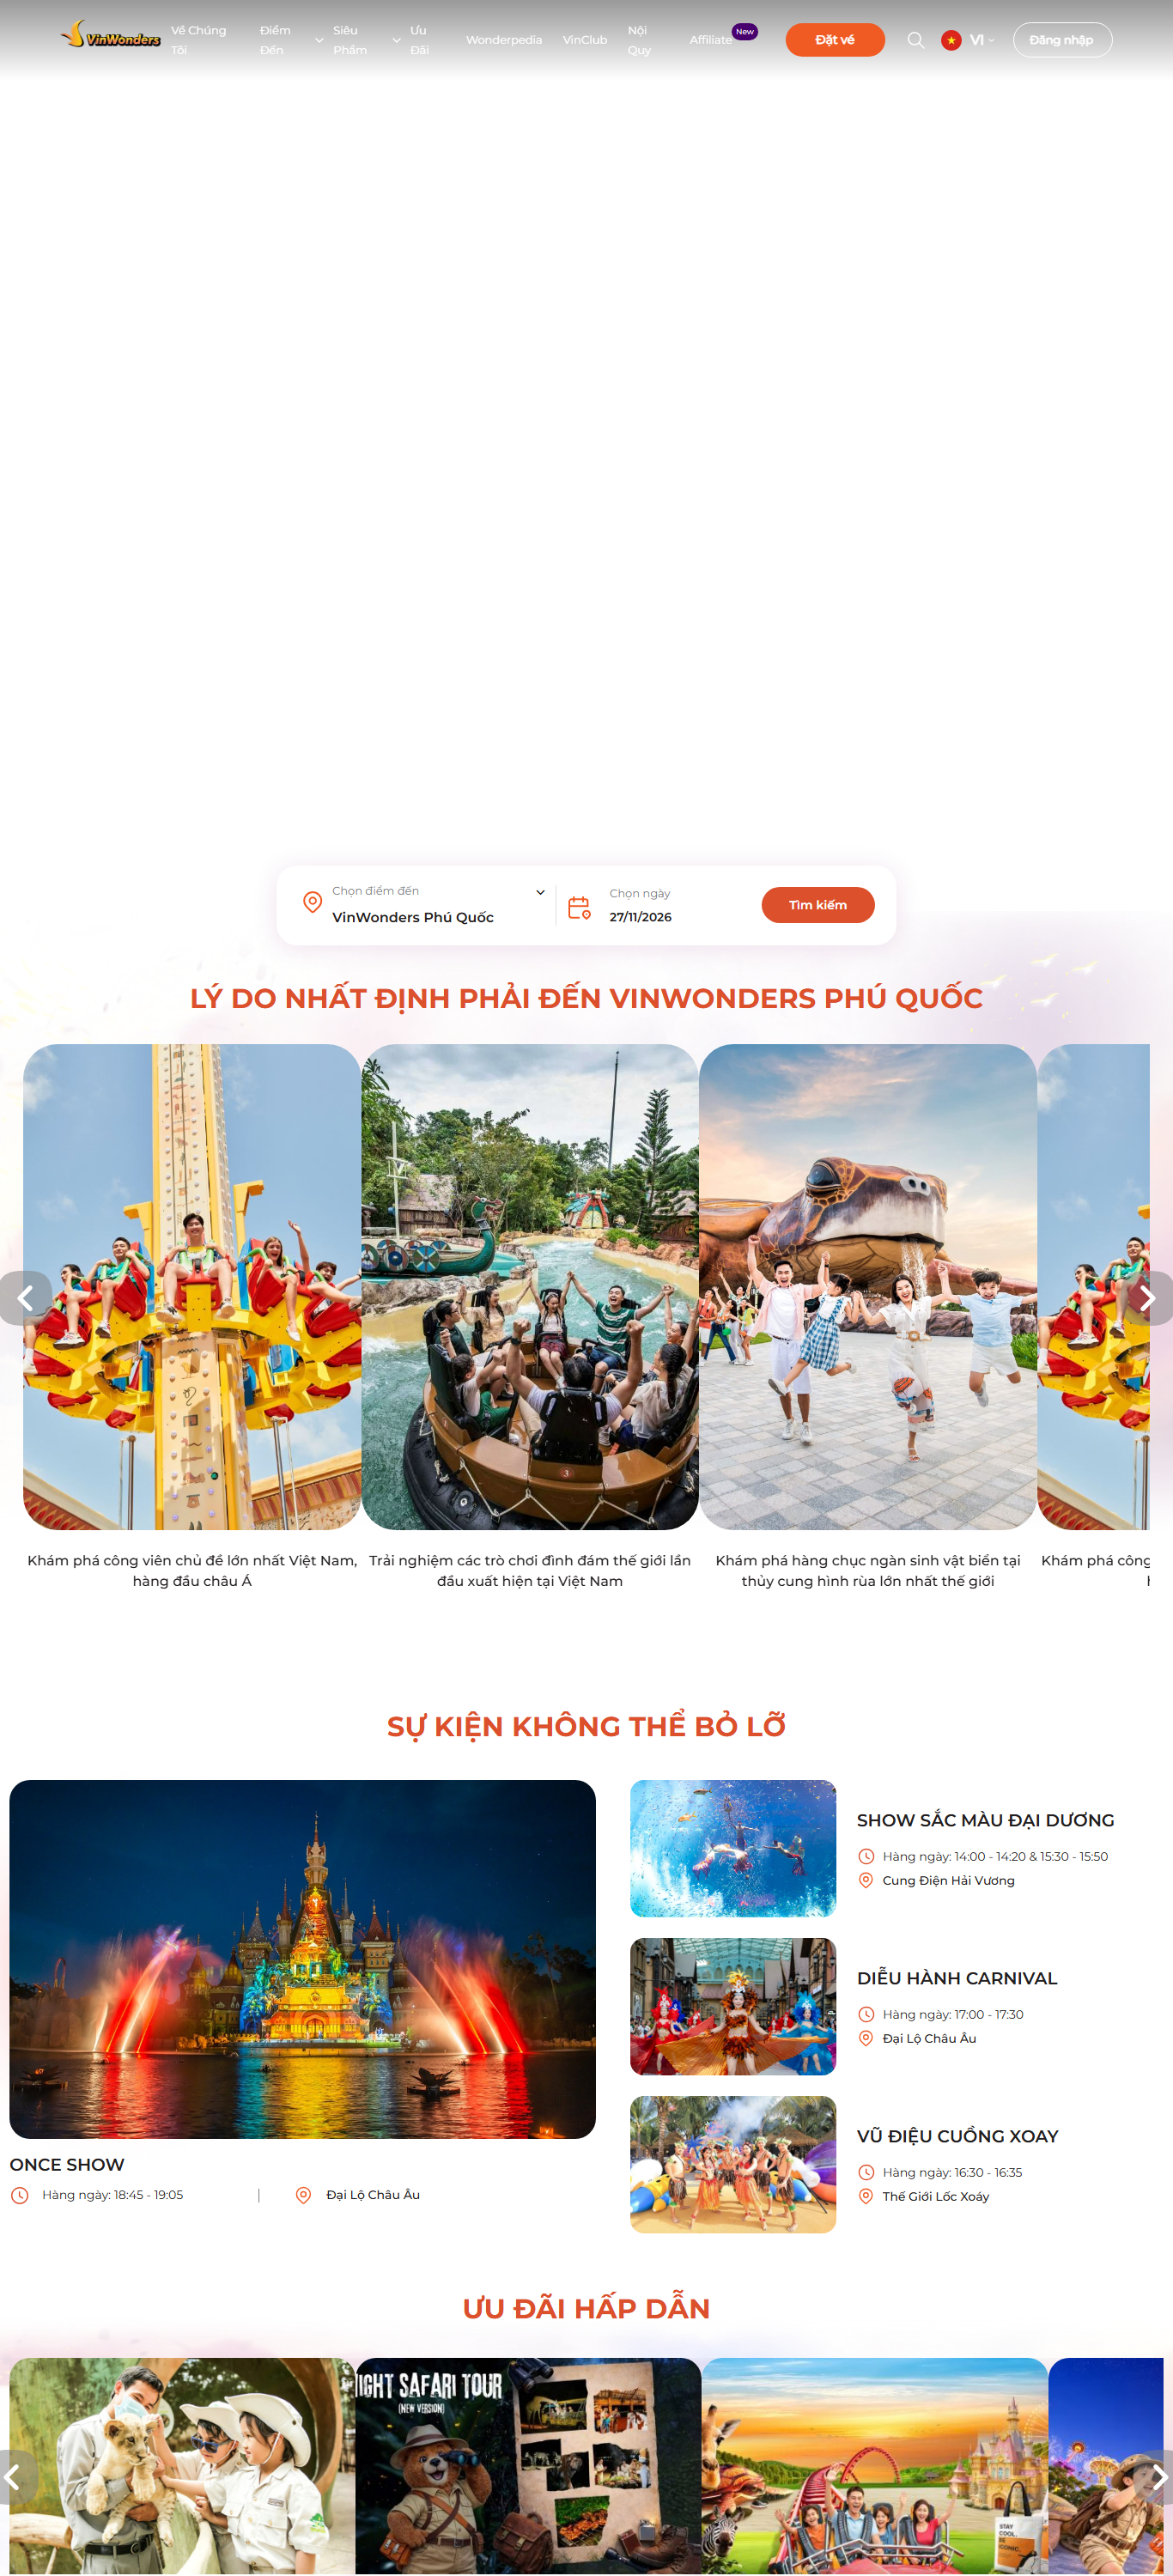 VinWonders
Về Chúng
Tôi
Điểm
Đến
Siêu
Phẩm
Ưu
Đãi
Wonderpedia
VinClub
Nội
Quy
Affiliate
New
Đặt vé
VI
Đăng nhập
Chọn điểm đến
VinWonders Phú Quốc
Chọn ngày
27/11/2026
Tìm kiếm
LÝ DO NHẤT ĐỊNH PHẢI ĐẾN VINWONDERS PHÚ QUỐC
3
Khám phá công viên chủ đề lớn nhất Việt Nam,
hàng đầu châu Á
Trải nghiệm các trò chơi đình đám thế giới lần
đầu xuất hiện tại Việt Nam
Khám phá hàng chục ngàn sinh vật biển tại
thủy cung hình rùa lớn nhất thế giới
Khám phá công
SỰ KIỆN KHÔNG THỂ BỎ LỠ
ONCE SHOW
Hàng ngày: 18:45 - 19:05
|
Đại Lộ Châu Âu
SHOW SẮC MÀU ĐẠI DƯƠNG
Hàng ngày: 14:00 - 14:20 & 15:30 - 15:50
Cung Điện Hải Vương
DIỄU HÀNH CARNIVAL
Hàng ngày: 17:00 - 17:30
Đại Lộ Châu Âu
VŨ ĐIỆU CUỒNG XOAY
Hàng ngày: 16:30 - 16:35
Thế Giới Lốc Xoáy
ƯU ĐÃI HẤP DẪN
IGHT SAFARI TOUR
(NEW VERSION)
STAY
COOL.
BE
ICONIC.